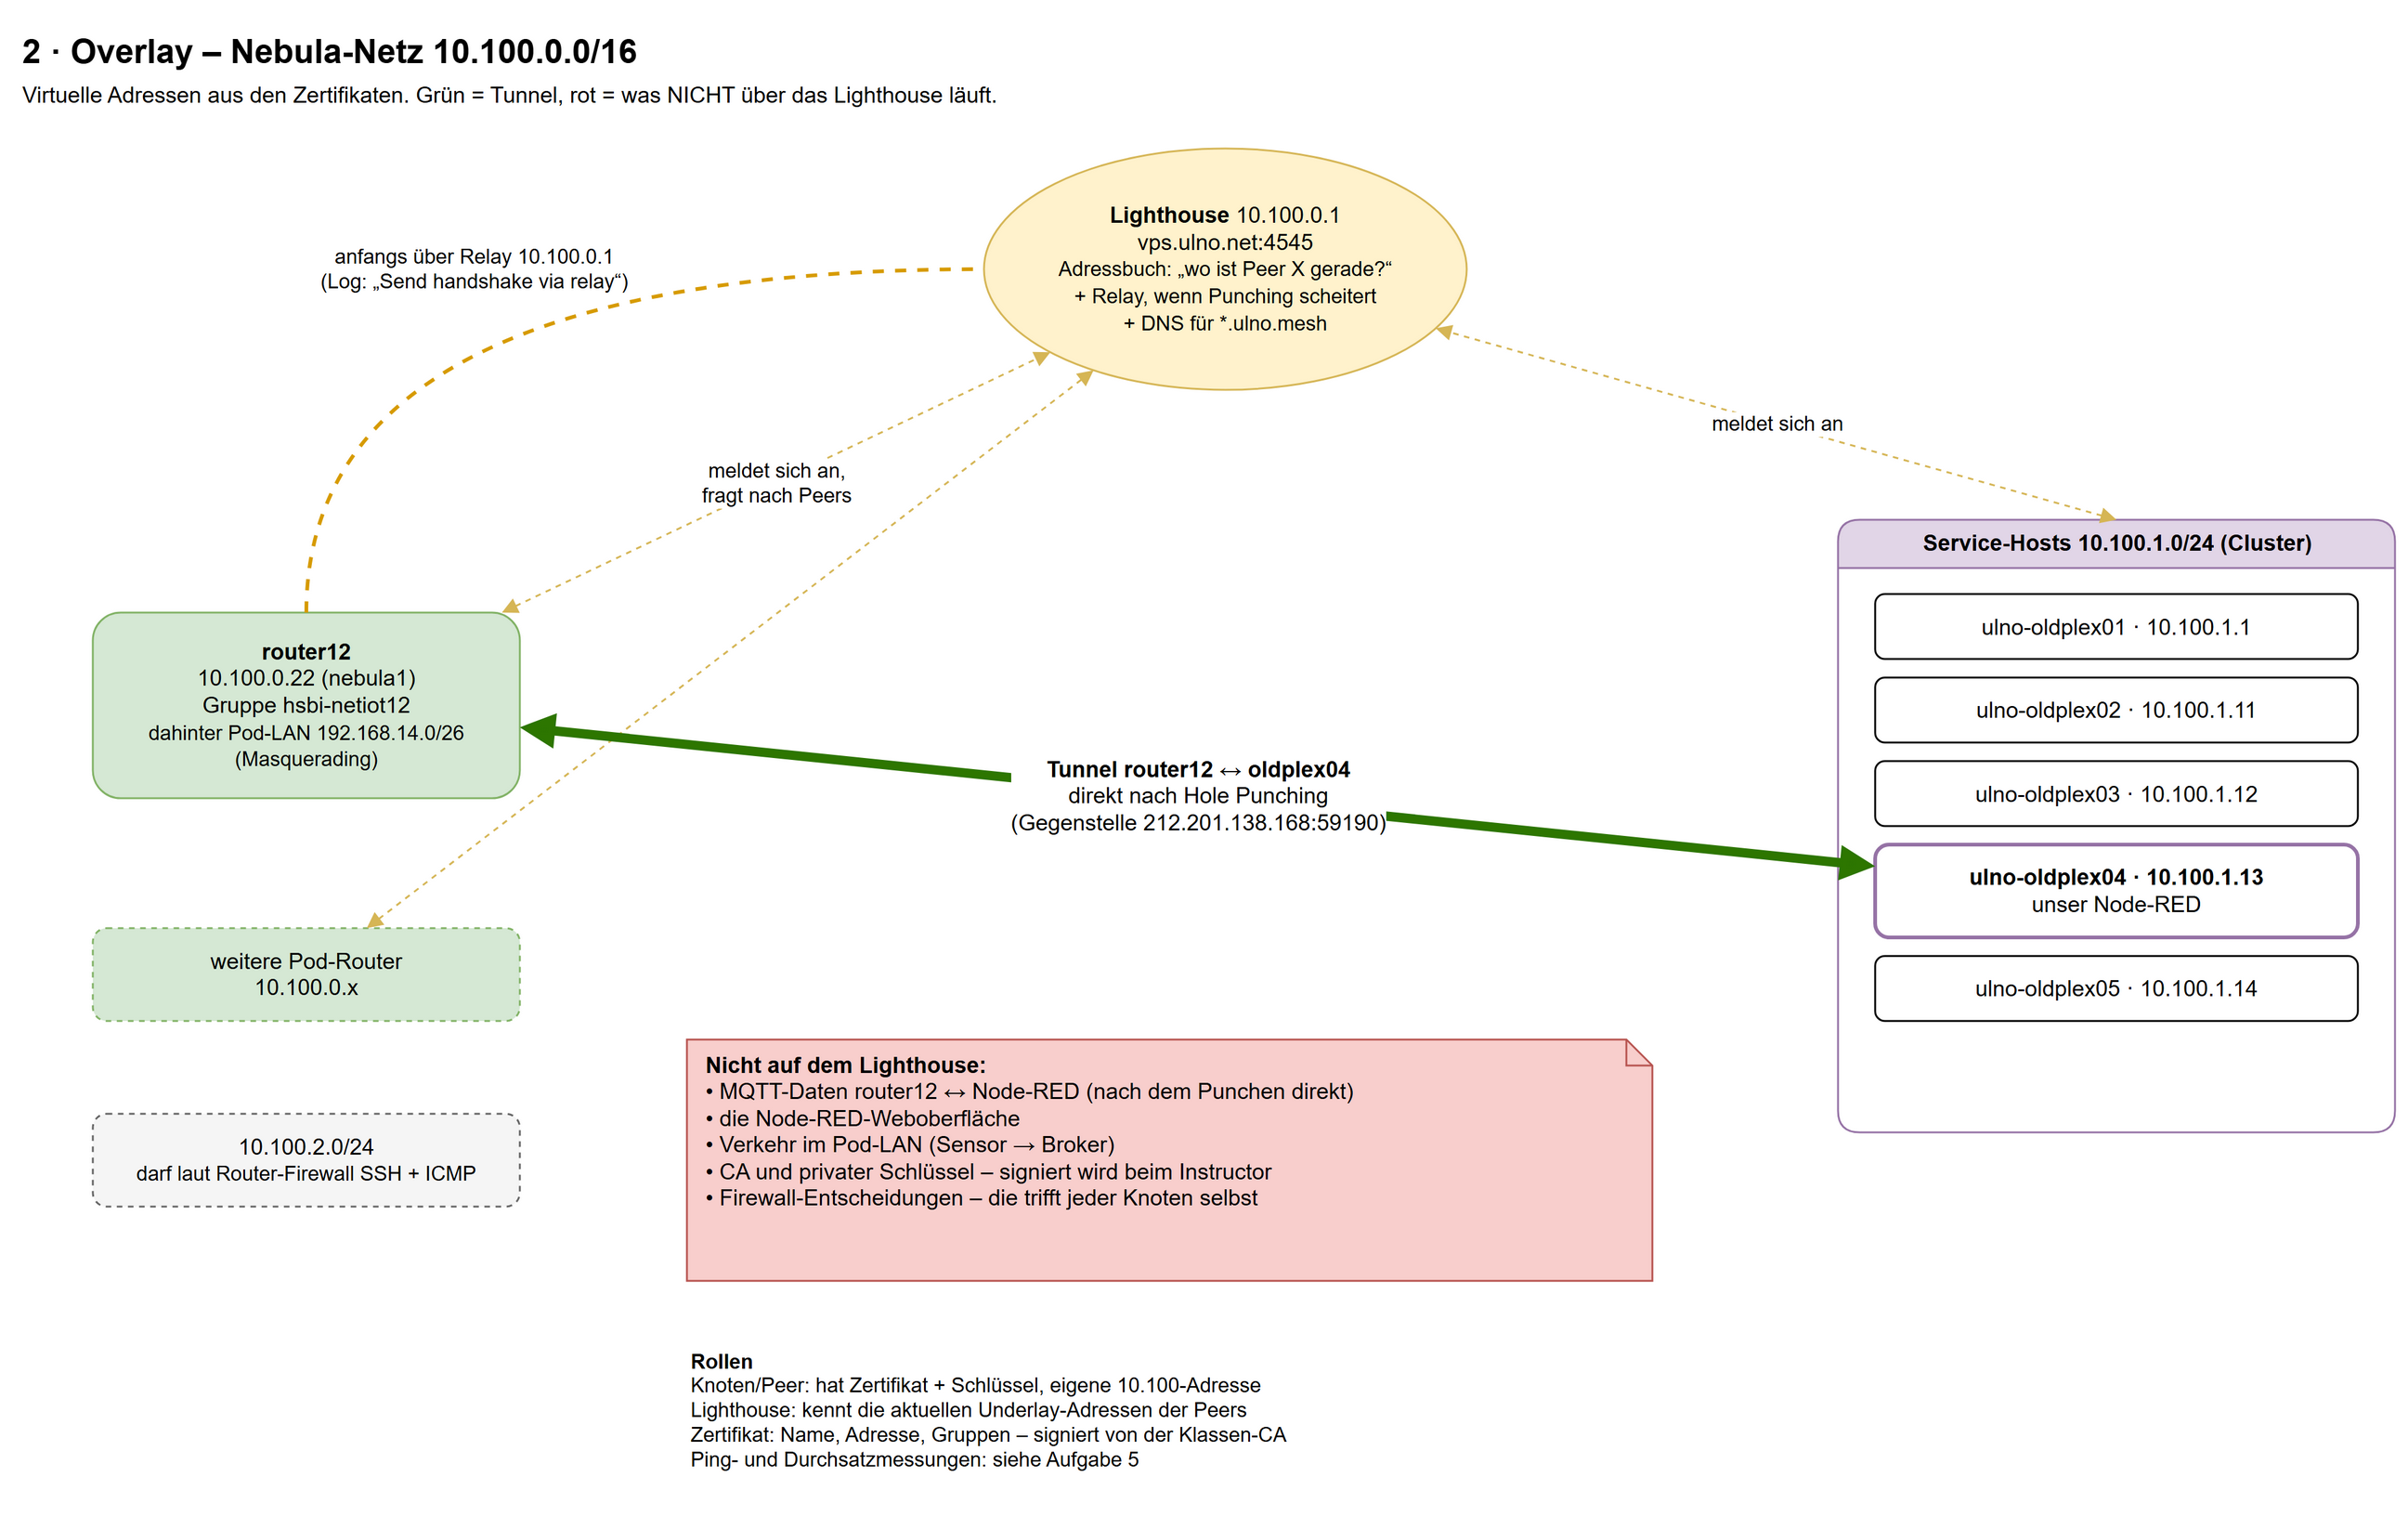 2 · Overlay – Nebula-Netz 10.100.0.0/16
Virtuelle Adressen aus den Zertifikaten. Grün = Tunnel, rot = was NICHT über das Lighthouse läuft.
Lighthouse 10.100.0.1
vps.ulno.net:4545
Adressbuch: „wo ist Peer X gerade?“
+ Relay, wenn Punching scheitert
+ DNS für *.ulno.mesh
anfangs über Relay 10.100.0.1
(Log: „Send handshake via relay“)
meldet sich an
meldet sich an,
fragt nach Peers
Service-Hosts 10.100.1.0/24 (Cluster)
ulno-oldplex01 · 10.100.1.1
ulno-oldplex02 · 10.100.1.11
ulno-oldplex03 · 10.100.1.12
ulno-oldplex04 · 10.100.1.13
unser Node-RED
ulno-oldplex05 · 10.100.1.14
router12
10.100.0.22 (nebula1)
Gruppe hsbi-netiot12
dahinter Pod-LAN 192.168.14.0/26
(Masquerading)
Tunnel router12 ↔ oldplex04
direkt nach Hole Punching
(Gegenstelle 212.201.138.168:59190)
weitere Pod-Router
10.100.0.x
10.100.2.0/24
darf laut Router-Firewall SSH + ICMP
Nicht auf dem Lighthouse:
• MQTT-Daten router12 ↔ Node-RED (nach dem Punchen direkt)
• die Node-RED-Weboberfläche
• Verkehr im Pod-LAN (Sensor → Broker)
• CA und privater Schlüssel – signiert wird beim Instructor
• Firewall-Entscheidungen – die trifft jeder Knoten selbst
Rollen
Knoten/Peer: hat Zertifikat + Schlüssel, eigene 10.100-Adresse
Lighthouse: kennt die aktuellen Underlay-Adressen der Peers
Zertifikat: Name, Adresse, Gruppen – signiert von der Klassen-CA
Ping- und Durchsatzmessungen: siehe Aufgabe 5